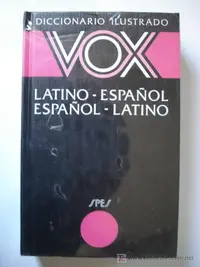 DICCIONARIO ILUSTRADO
VOX
LATINO - ESPAÑOL
ESPAÑOL - LATINO
SPES